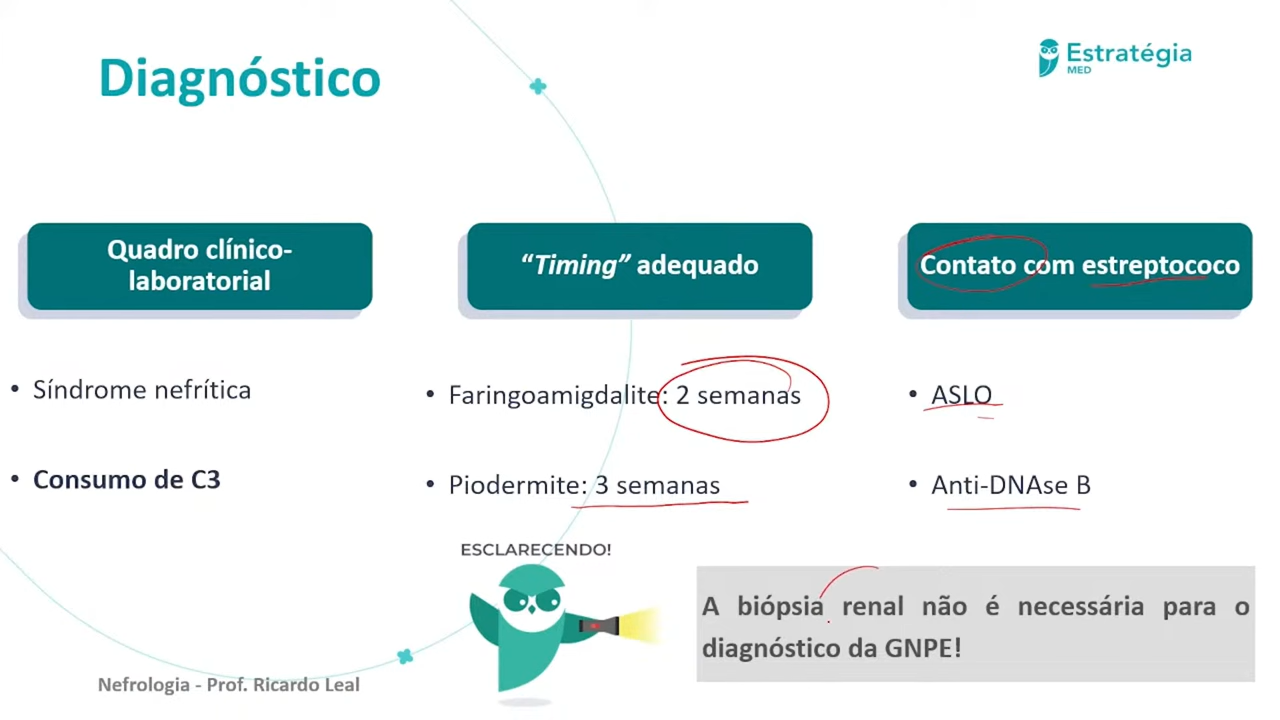 Diagnóstico
Estratégia
MED
Quadro clínico-
laboratorial
“Timing” adequado
Contato com estreptococo
• Síndrome nefrítica
• Faringoamigdalite: 2 semanas
• ASLO
• Consumo de C3
• Piodermite: 3 semanas
• Anti-DNAse B
ESCLARECENDO!
A biópsia renal não é necessária para o
diagnóstico da GNPE!
Nefrologia - Prof. Ricardo Leal